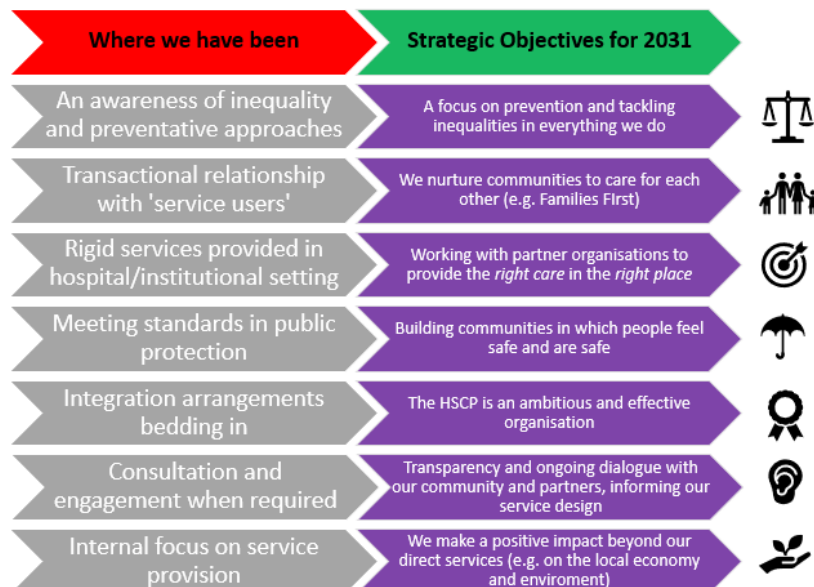 Where we have been
Strategic Objectives for 2031
An awareness of inequality
and preventative approaches
A focus on prevention and tackling
inequalities in everything we do
Transactional relationship
with 'service users'
We nurture communities to care for each
other (e.g. Families FIrst)
Rigid services provided in
hospital/institutional setting
Working with partner organisations to
provide the right care in the right place
Meeting standards in public
protection
Building communities in which people feel
safe and are safe
Integration arrangements
bedding in
The HSCP is an ambitious and effective
organisation
Consultation and
engagement when required
Transparency and ongoing dialogue with
our community and partners, informing our
service design
Internal focus on service
provision
We make a positive impact beyond our
direct services (e.g. on the local economy
and enviroment)